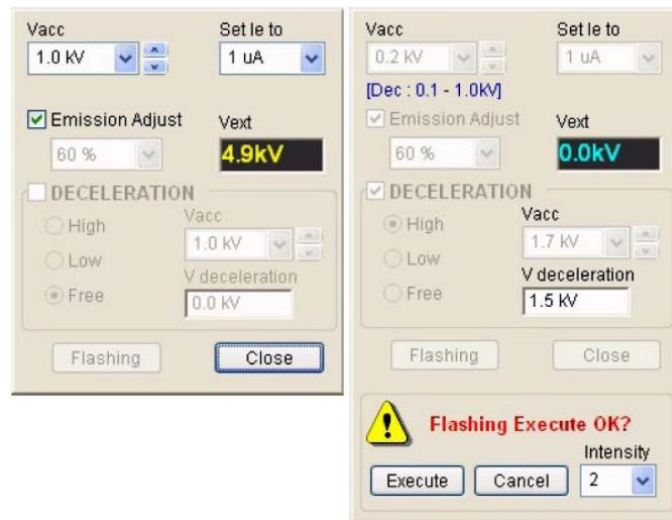 Vacc
Set Ie to
1.0 kV
1 uA
Emission Adjust
Vext
60 %
4.9kV
DECELERATION
High
Vacc
1.0 kV
Low
V deceleration
Free
0.0 kV
Flashing
Close
Vacc
Set Ie to
0.2 kV
1 uA
[Dec : 0.1 - 1.0kV]
Emission Adjust
Vext
60 %
0.0kV
DECELERATION
High
Vacc
1.7 kV
Low
V deceleration
Free
1.5 kV
Flashing
Close
Flashing Execute OK?
Intensity
Execute
Cancel
2